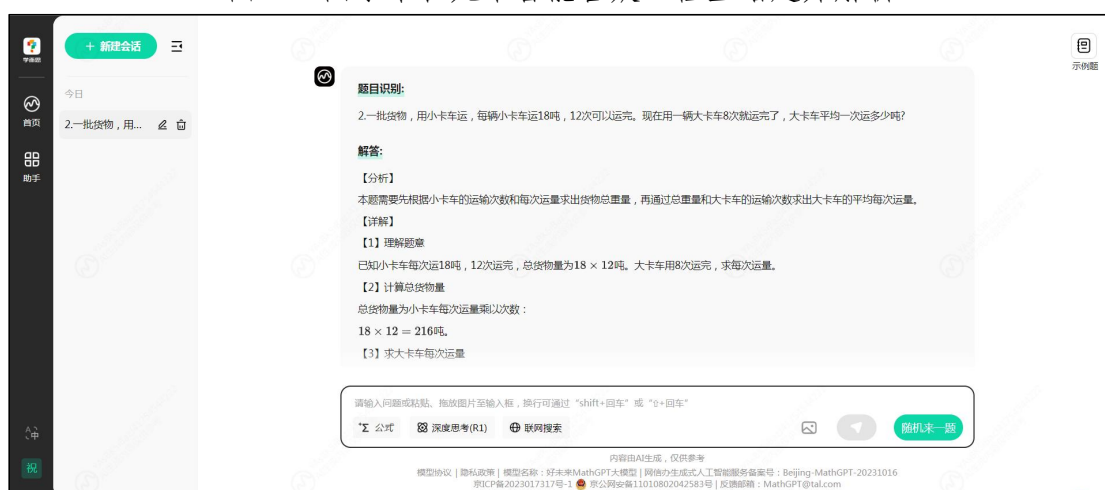 学而思
首页
助手
A
中
祝
+ 新建会话
今日
2.一批货物，用...
示例题
题目识别:
2.一批货物，用小卡车运，每辆小卡车运18吨，12次可以运完。现在用一辆大卡车8次就运完了，大卡车平均一次运多少吨?
解答:
【分析】
本题需要先根据小卡车的运输次数和每次运量求出货物总重量，再通过总重量和大卡车的运输次数求出大卡车的平均每次运量。
【详解】
【1】理解题意
已知小卡车每次运18吨，12次运完，总货物量为18 × 12吨。大卡车用8次运完，求每次运量。
【2】计算总货物量
总货物量为小卡车每次运量乘以次数：
18 × 12 = 216吨。
【3】求大卡车每次运量
请输入问题或粘贴、拖放图片至输入框，换行可通过 “shift+回车” 或 “⇧+回车”
Σ 公式 深度思考(R1) 联网搜索 随机来一题
内容由AI生成，仅供参考
模型协议 | 隐私政策 | 模型名称：好未来MathGPT大模型 | 网信办生成式人工智能服务备案号：Beijing-MathGPT-20231016
京ICP备2023017317号-1 京公网安备11010802042583号 | 反馈邮箱：MathGPT@tal.com